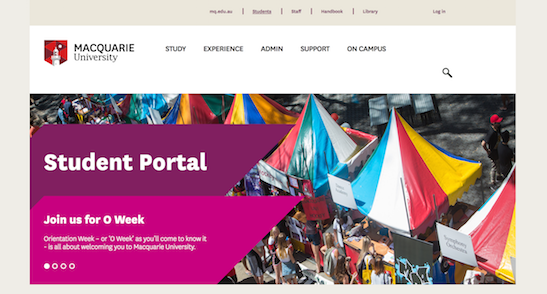 mq.edu.au | Students | Staff | Handbook | Library Log In
MACQUARIE
University
STUDY EXPERIENCE ADMIN SUPPORT ON CAMPUS
Student Portal
Join us for O Week
Orientation Week – or 'O Week' as you'll come to know it
- is all about welcoming you to Macquarie University.